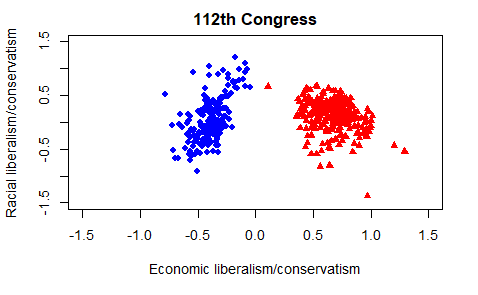 112th Congress
Racial liberalism/conservatism
1.5
0.5
-0.5
-1.5
-1.5 -1.0 -0.5 0.0 0.5 1.0 1.5
Economic liberalism/conservatism